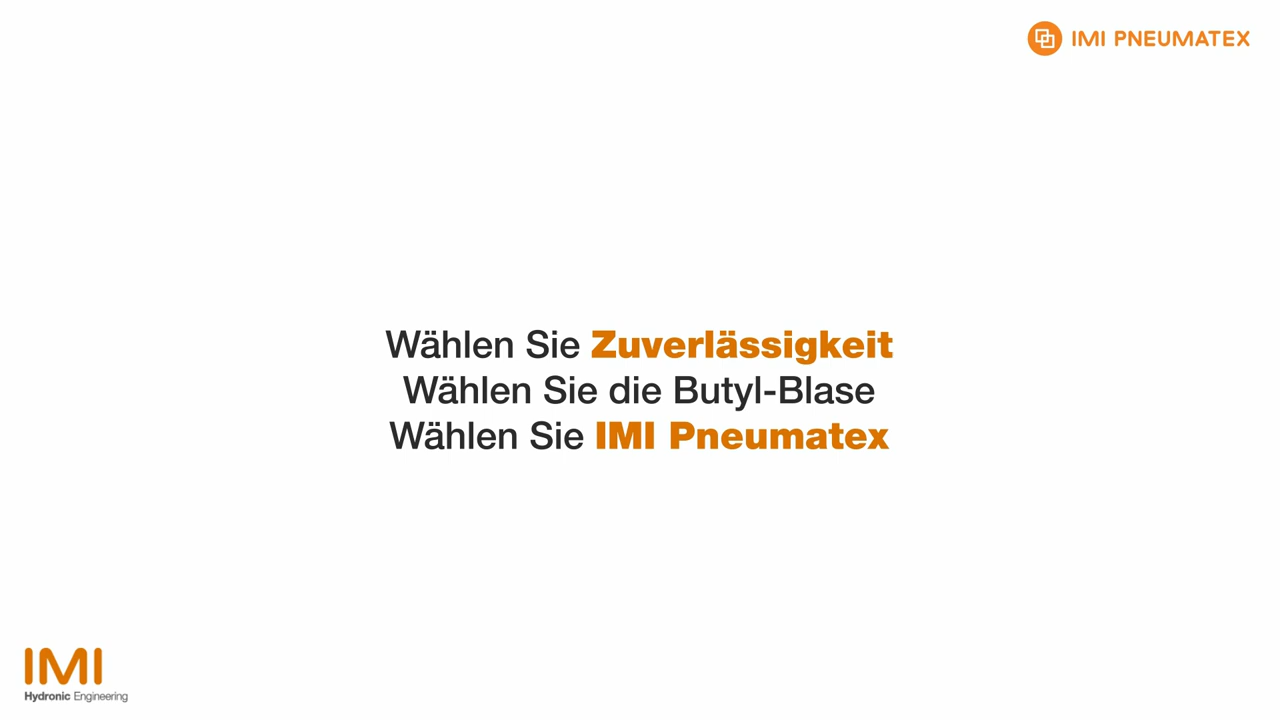 IMI PNEUMATEX
Wählen Sie Zuverlässigkeit
Wählen Sie die Butyl-Blase
Wählen Sie IMI Pneumatex
IMI
Hydronic Engineering